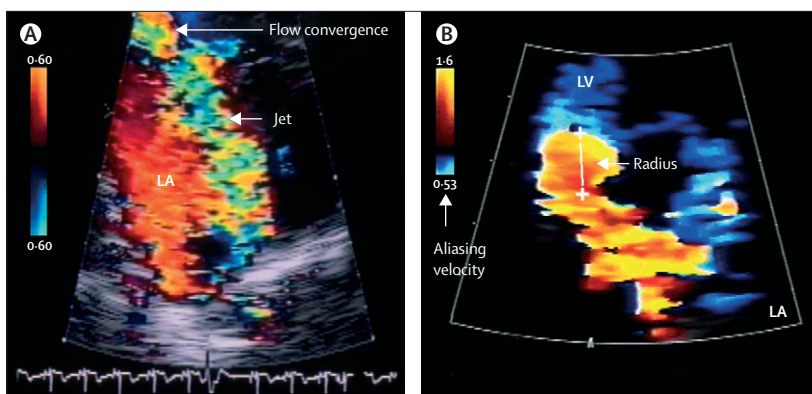 A
Flow convergence
0·60
Jet
LA
0·60
B
1·6
LV
Radius
0·53
Aliasing
velocity
LA